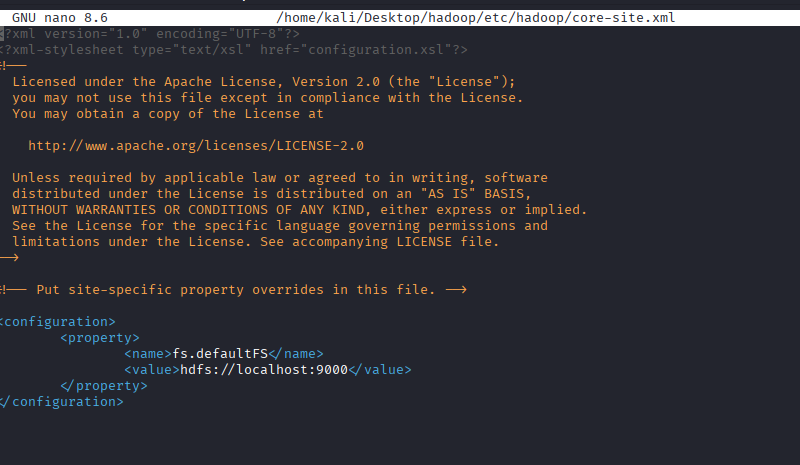 GNU nano 8.6 /home/kali/Desktop/hadoop/etc/hadoop/core-site.xml
<?xml version="1.0" encoding="UTF-8"?>
<?xml-stylesheet type="text/xsl" href="configuration.xsl"?>
<!--
Licensed under the Apache License, Version 2.0 (the "License");
you may not use this file except in compliance with the License.
You may obtain a copy of the License at
http://www.apache.org/licenses/LICENSE-2.0
Unless required by applicable law or agreed to in writing, software
distributed under the License is distributed on an "AS IS" BASIS,
WITHOUT WARRANTIES OR CONDITIONS OF ANY KIND, either express or implied.
See the License for the specific language governing permissions and
limitations under the License. See accompanying LICENSE file.
-->
<!-- Put site-specific property overrides in this file. -->
<configuration>
<property>
<name>fs.defaultFS</name>
<value>hdfs://localhost:9000</value>
</property>
</configuration>